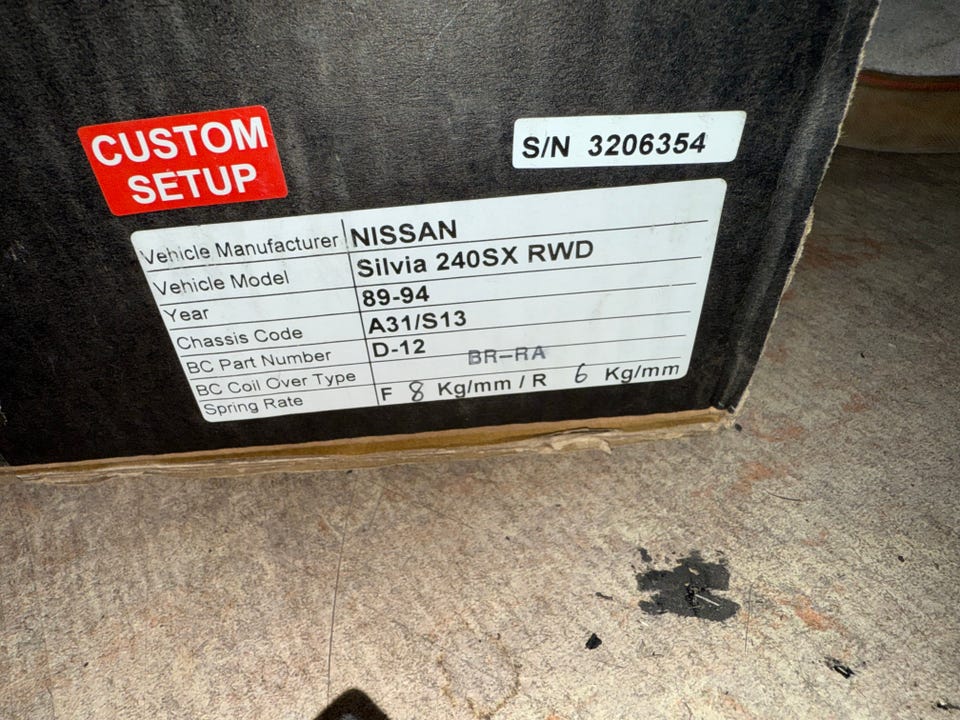 CUSTOM
SETUP
S/N 3206354
Vehicle Manufacturer NISSAN
Vehicle Model Silvia 240SX RWD
Year 89-94
Chassis Code A31/S13
BC Part Number D-12
BC Coil Over Type BR-RA
Spring Rate F 8 Kg/mm / R 6 Kg/mm